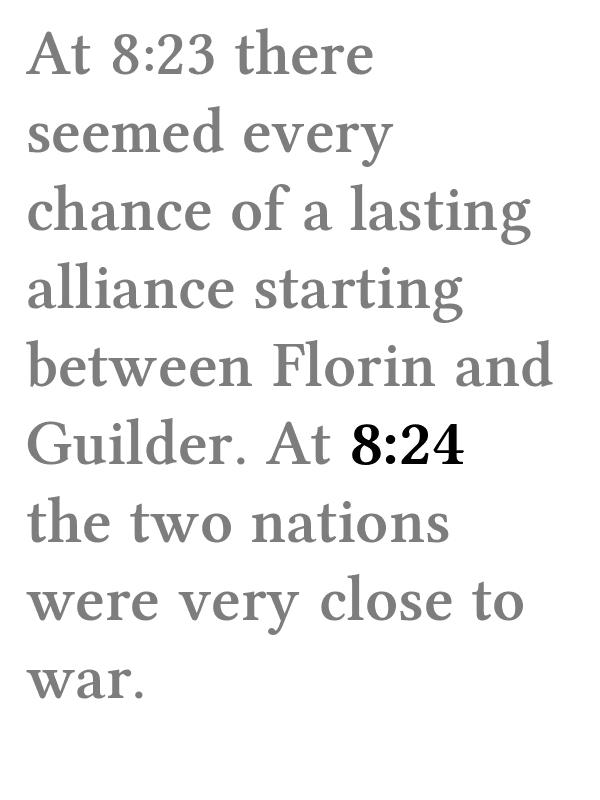 At 8:23 there
seemed every
chance of a lasting
alliance starting
between Florin and
Guilder. At 8:24
the two nations
were very close to
war.